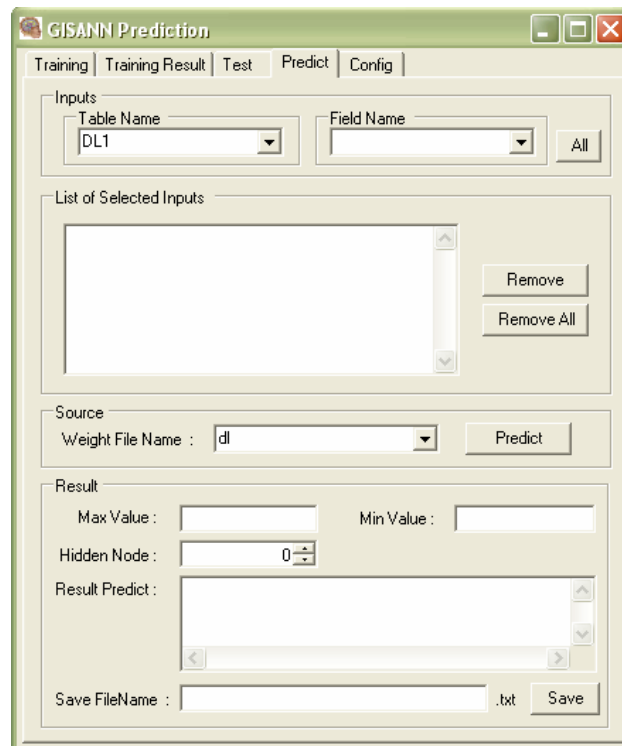 GISANN Prediction
Training Training Result Test Predict Config
Inputs
Table Name Field Name
DL1 All
List of Selected Inputs
Remove
Remove All
Source
Weight File Name : dl Predict
Result
Max Value : Min Value :
Hidden Node : 0
Result Predict :
Save FileName : .txt Save